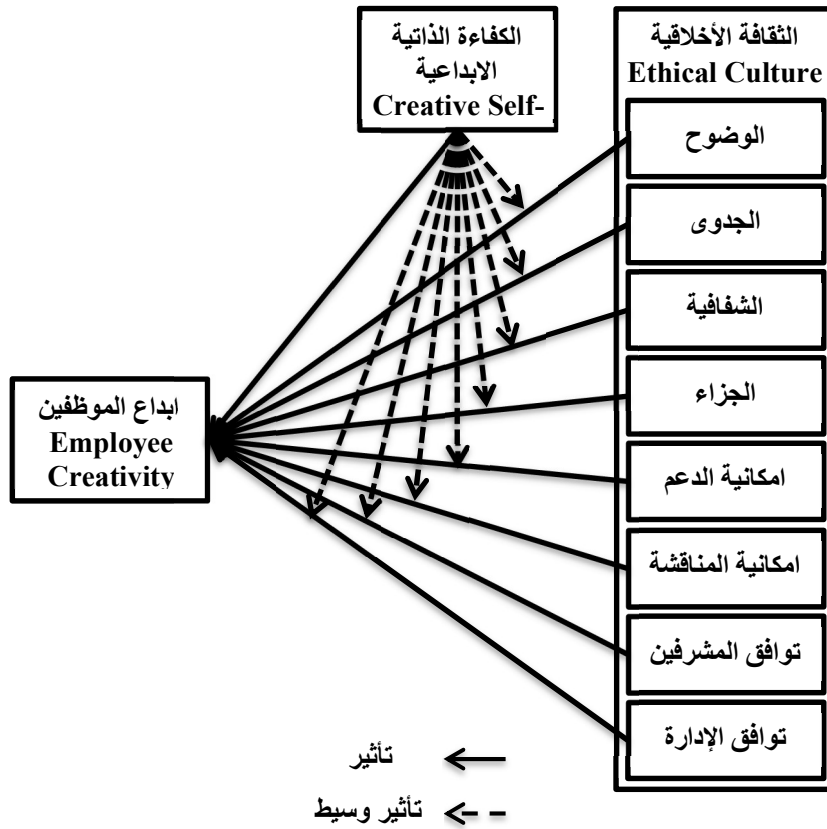 الثقافة الأخلاقية
Ethical Culture
الوضوح
الجدوى
الشفافية
الجزاء
امكانية الدعم
امكانية المناقشة
توافق المشرفين
توافق الإدارة
الكفاءة الذاتية
الابداعية
Creative Self-
ابداع الموظفين
Employee
Creativity
تأثير
تأثير وسيط